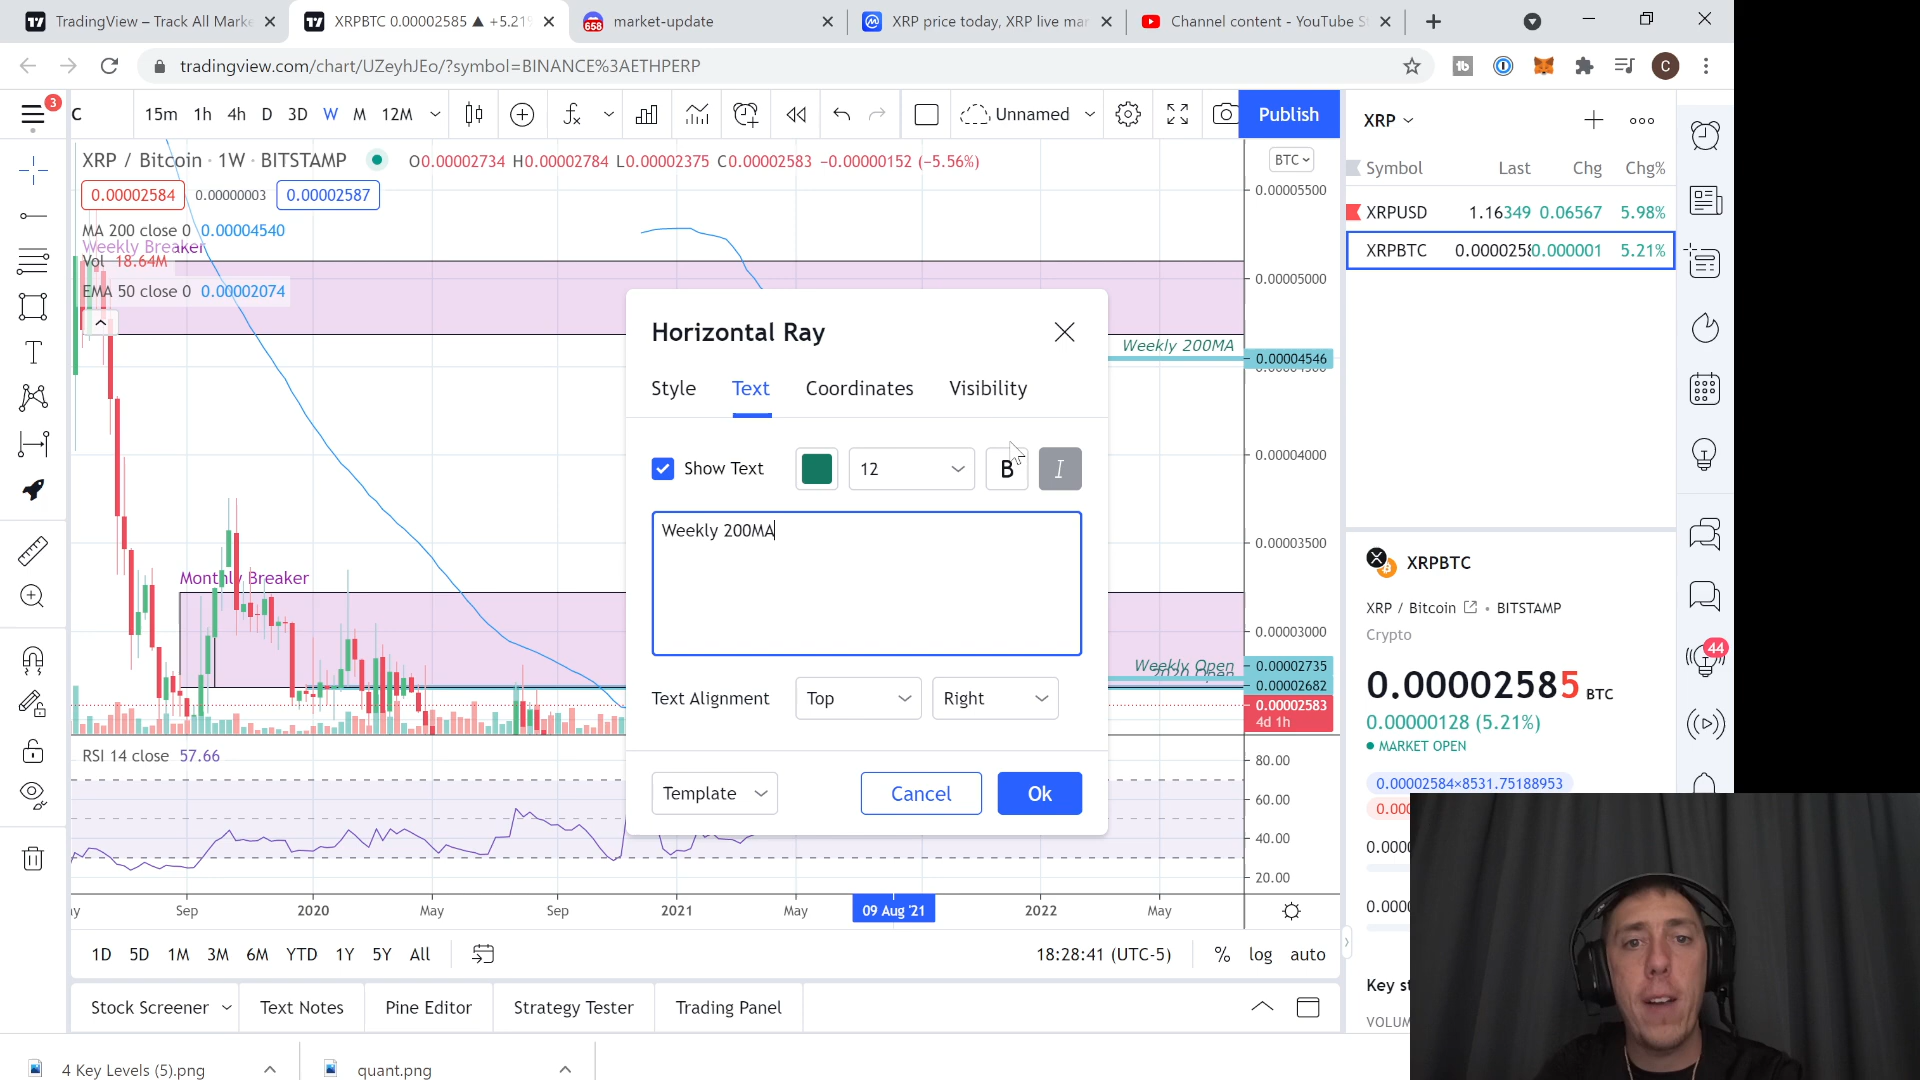 TradingView – Track All Marke
XRPBTC 0.00002585 ▲ +5.21
658
market-update
XRP price today, XRP live mar
Channel content - YouTube S
tradingview.com/chart/UZeyhJEo/?symbol=BINANCE%3AETHPERP
tb
C
3
C
15m 1h 4h D 3D W M 12M
Unnamed
Publish
XRP
XRP / Bitcoin · 1W · BITSTAMP
O0.00002734 H0.00002784 L0.00002375 C0.00002583 −0.00000152 (−5.56%)
BTC
Symbol Last Chg Chg%
0.00002584 0.00000003 0.00002587
0.00005500
XRPUSD 1.16349 0.06567 5.98%
MA 200 close 0 0.00004540
Weekly Breaker
Vol 18.64M
XRPBTC 0.0000258 0.000001 5.21%
EMA 50 close 0 0.00002074
0.00005000
Horizontal Ray
Weekly 200MA
0.00004546
Style Text Coordinates Visibility
Show Text
12
B
I
0.00004000
Weekly 200MA
0.00003500
Monthly Breaker
XRPBTC
XRP / Bitcoin • BITSTAMP
Crypto
0.00003000
Weekly Open
0.00002735
2020 Open
0.00002682
0.00002583
4d 1h
Text Alignment
Top
Right
0.00002585 BTC
0.00000128 (5.21%)
MARKET OPEN
44
RSI 14 close 57.66
80.00
60.00
40.00
20.00
Template
Cancel
Ok
0.00002584×8531.75188953
Sep 2020 May Sep 2021 May 09 Aug '21 2022 May
1D 5D 1M 3M 6M YTD 1Y 5Y All
18:28:41 (UTC-5)
% log auto
Stock Screener
Text Notes
Pine Editor
Strategy Tester
Trading Panel
Key s
VOLUM
4 Key Levels (5).png
quant.png